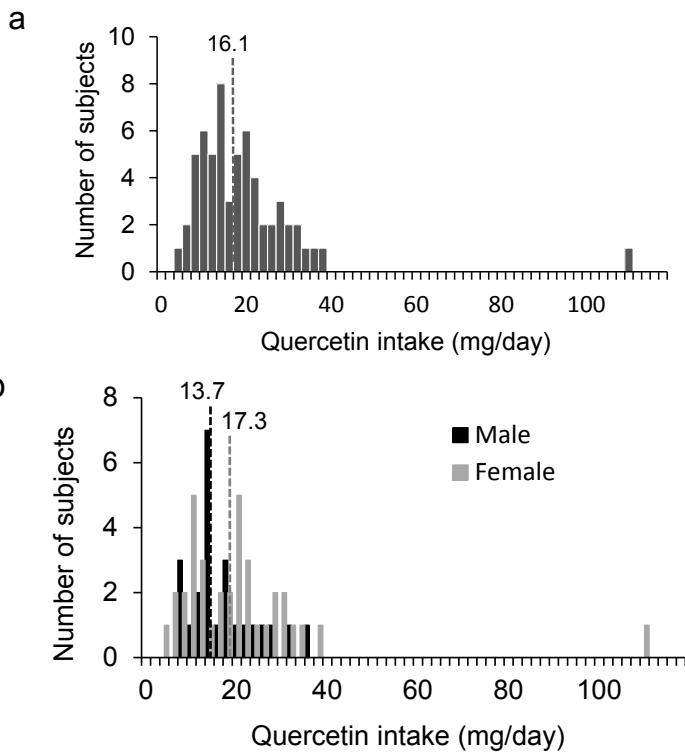 a
16.1
10
8
6
4
2
0
Number of subjects
0 20 40 60 80 100
Quercetin intake (mg/day)
13.7
17.3
8
6
4
2
0
Number of subjects
Male
Female
0 20 40 60 80 100
Quercetin intake (mg/day)